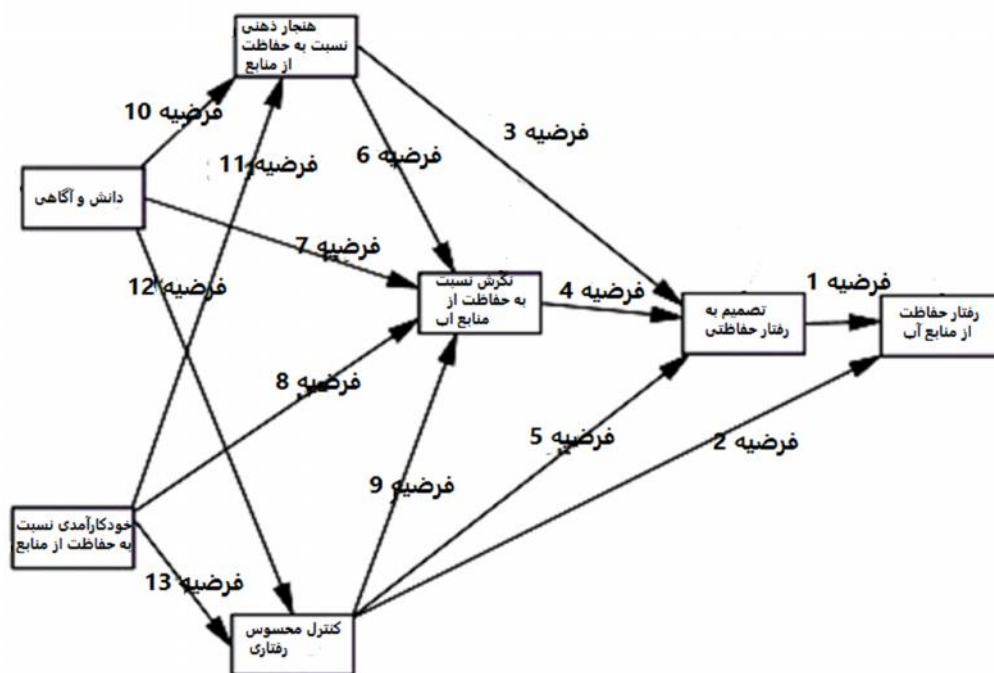 هنجار ذهنی
نسبت به حفاظت
از منابع
فرضیه 10
فرضیه 3
فرضیه 6
فرضیه 11
دانش و آگاهی
فرضیه 7
فرضیه 12
نگرش نسبت
به حفاظت از
منابع اب
فرضیه 4
فرضیه 1
تصمیم به
رفتار حفاظتی
رفتار حفاظت
از منابع آب
فرضیه 8
فرضیه 5
فرضیه 2
فرضیه 9
خودکارآمدی نسبت
به حفاظت از منابع
فرضیه 13
کنترل محسوس
رفتاری